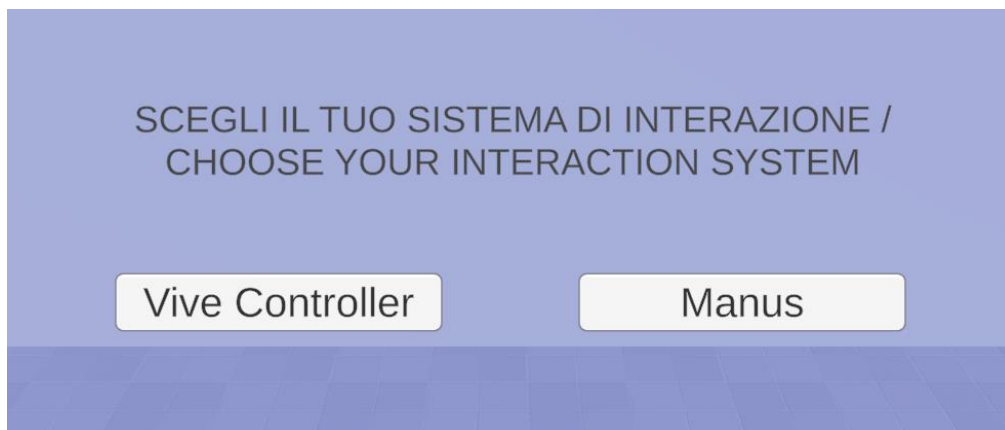 SCEGLI IL TUO SISTEMA DI INTERAZIONE /
CHOOSE YOUR INTERACTION SYSTEM
Vive Controller
Manus